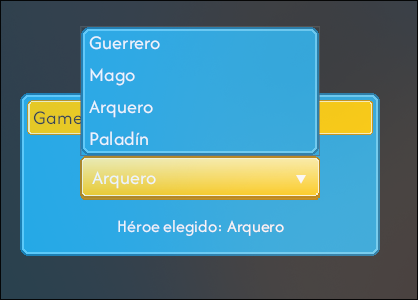 Guerrero
Mago
Arquero
Paladín
Game
Arquero
Héroe elegido: Arquero